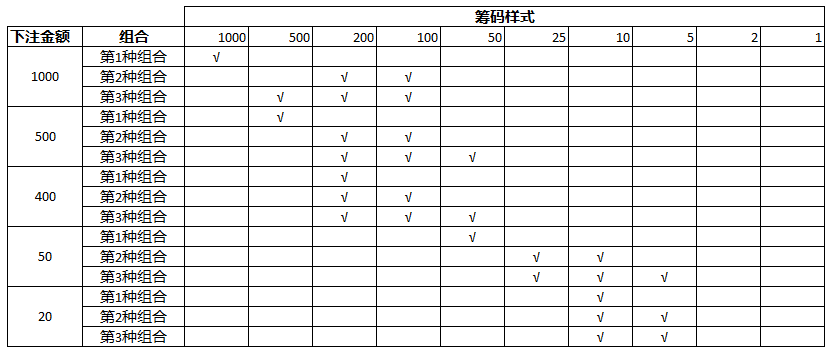 筹码样式
下注金额 组合 1000 500 200 100 50 25 10 5 2 1
1000
第1种组合 √
第2种组合 √ √
第3种组合 √ √ √
500
第1种组合 √
第2种组合 √ √
第3种组合 √ √ √
400
第1种组合 √
第2种组合 √ √
第3种组合 √ √ √
50
第1种组合 √
第2种组合 √ √
第3种组合 √ √ √
20
第1种组合 √
第2种组合 √ √
第3种组合 √ √